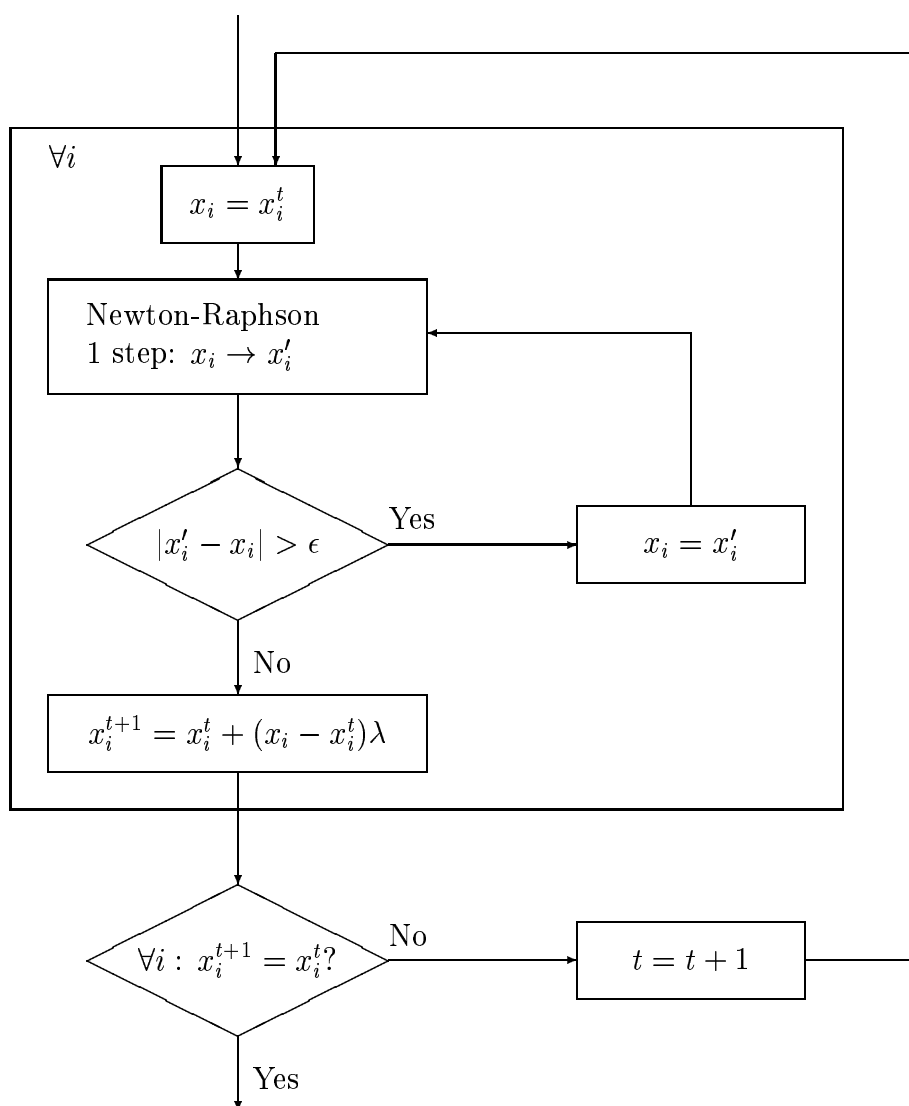 ∀i
x_i = x_i^t
Newton-Raphson
1 step: x_i → x_i′
|x_i′ − x_i| > ϵ
Yes
x_i = x_i′
No
x_i^{t+1} = x_i^t + (x_i − x_i^t)λ
∀i : x_i^{t+1} = x_i^t?
No
t = t + 1
Yes